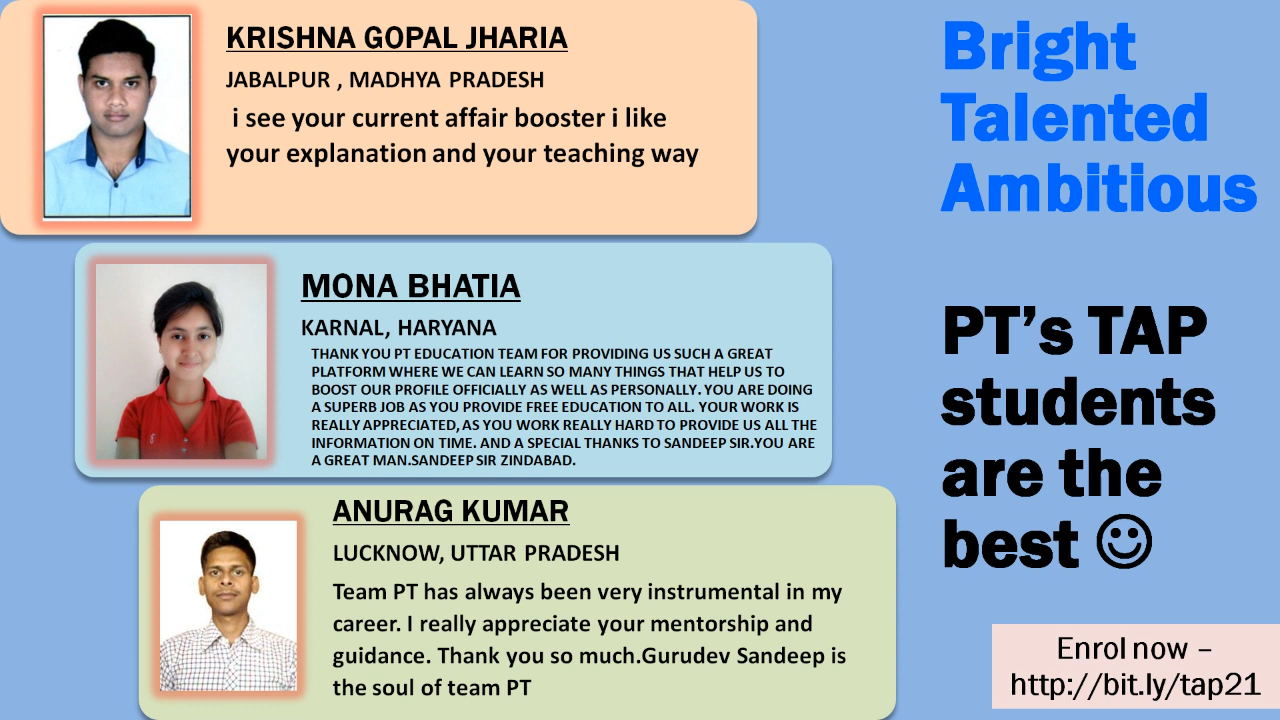 KRISHNA GOPAL JHARIA
JABALPUR , MADHYA PRADESH
i see your current affair booster i like
your explanation and your teaching way
MONA BHATIA
KARNAL, HARYANA
THANK YOU PT EDUCATION TEAM FOR PROVIDING US SUCH A GREAT
PLATFORM WHERE WE CAN LEARN SO MANY THINGS THAT HELP US TO
BOOST OUR PROFILE OFFICIALLY AS WELL AS PERSONALLY. YOU ARE DOING
A SUPERB JOB AS YOU PROVIDE FREE EDUCATION TO ALL. YOUR WORK IS
REALLY APPRECIATED, AS YOU WORK REALLY HARD TO PROVIDE US ALL THE
INFORMATION ON TIME. AND A SPECIAL THANKS TO SANDEEP SIR.YOU ARE
A GREAT MAN.SANDEEP SIR ZINDABAD.
ANURAG KUMAR
LUCKNOW, UTTAR PRADESH
Team PT has always been very instrumental in my
career. I really appreciate your mentorship and
guidance. Thank you so much.Gurudev Sandeep is
the soul of team PT
Bright
Talented
Ambitious
PT’s TAP
students
are the
best ☺
Enrol now –
http://bit.ly/tap21